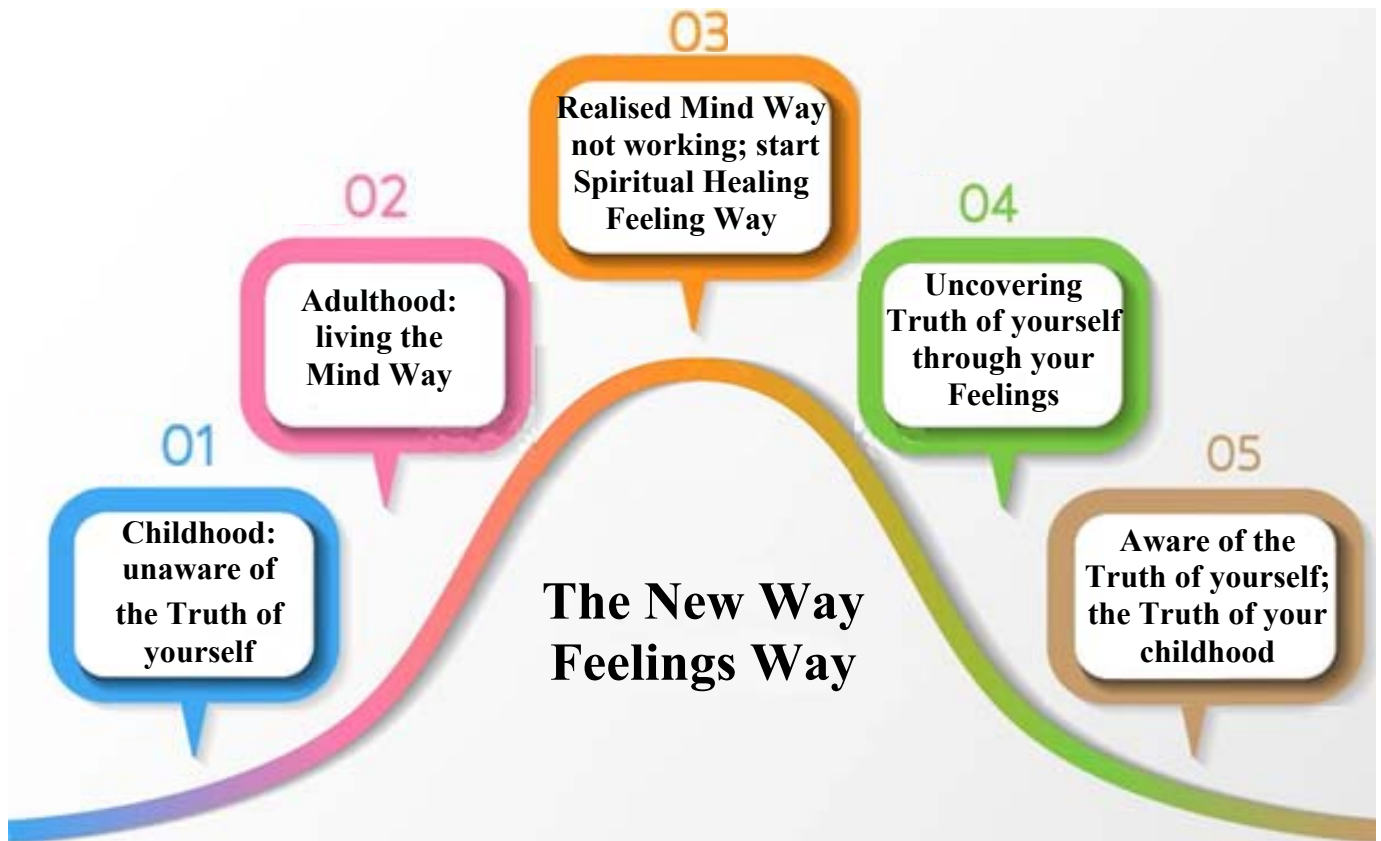 01
Childhood:
unaware of
the Truth of
yourself
02
Adulthood:
living the
Mind Way
03
Realised Mind Way
not working; start
Spiritual Healing
Feeling Way
04
Uncovering
Truth of yourself
through your
Feelings
05
Aware of the
Truth of yourself;
the Truth of your
childhood
The New Way
Feelings Way